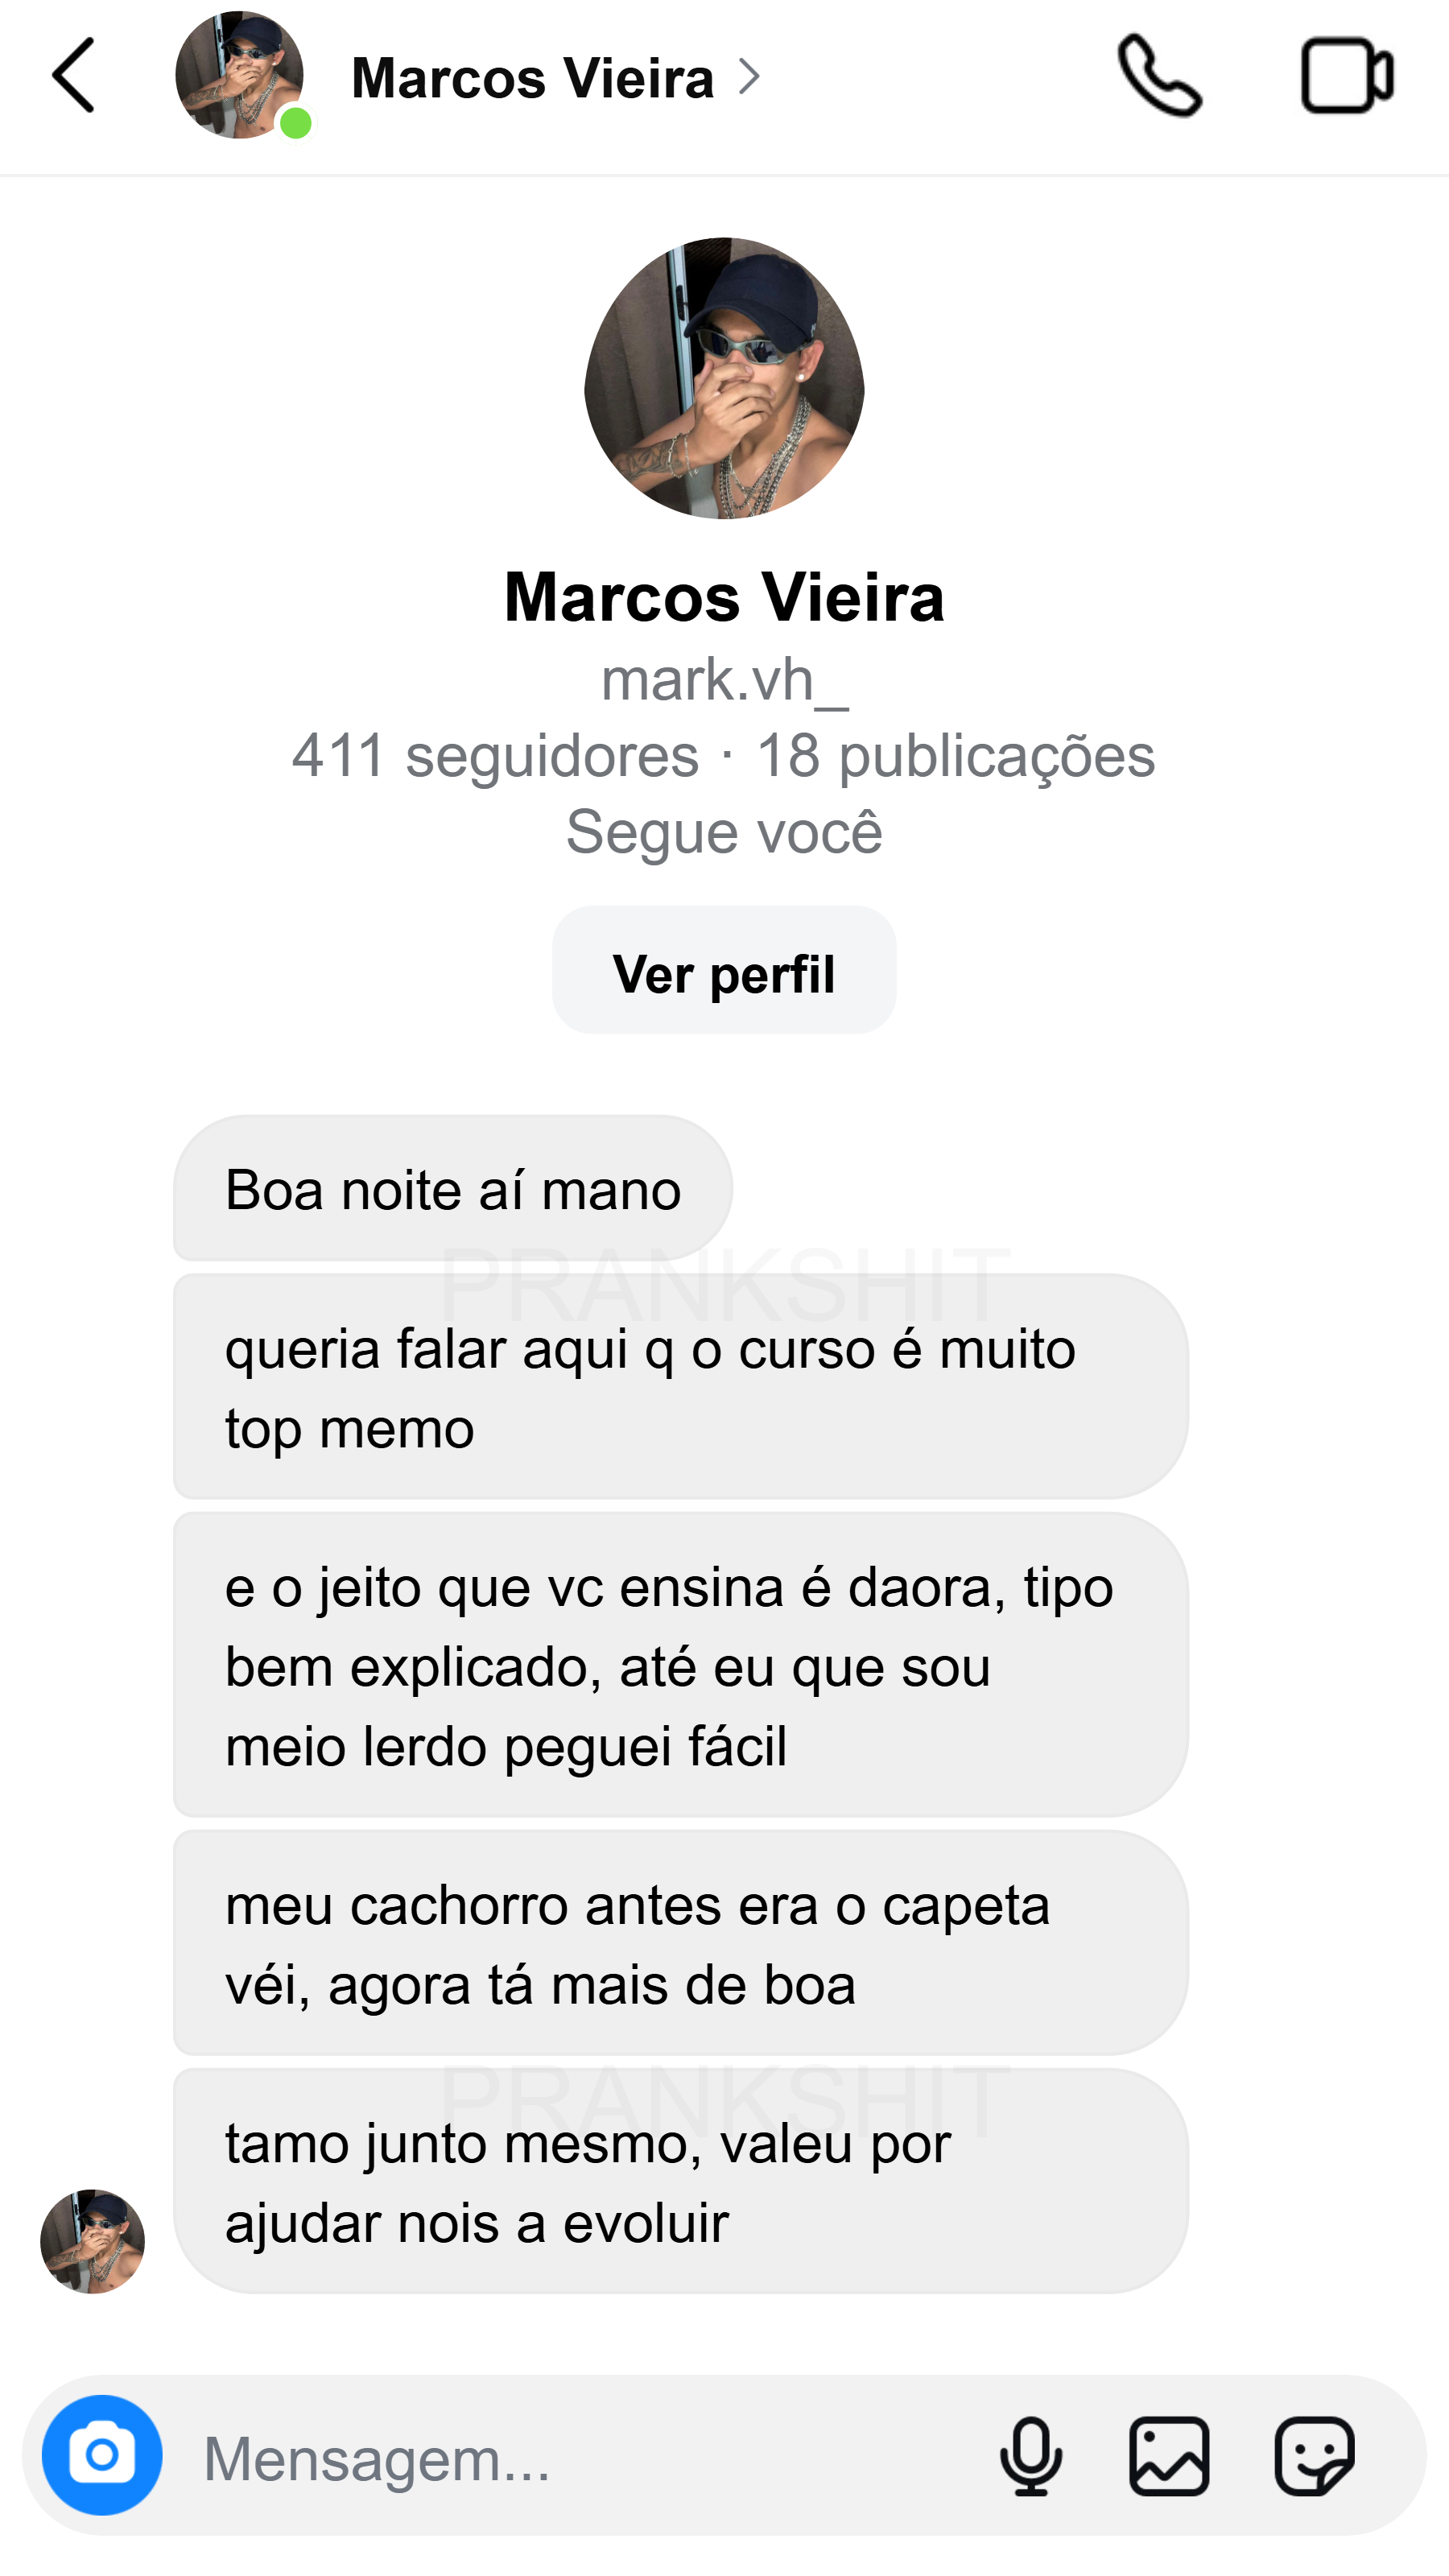 Marcos Vieira
Marcos Vieira
mark.vh_
411 seguidores · 18 publicações
Segue você
Ver perfil
Boa noite aí mano
PRANKSHIT
queria falar aqui q o curso é muito
top memo
e o jeito que vc ensina é daora, tipo
bem explicado, até eu que sou
meio lerdo peguei fácil
meu cachorro antes era o capeta
véi, agora tá mais de boa
PRANKSHIT
tamo junto mesmo, valeu por
ajudar nois a evoluir
Mensagem...